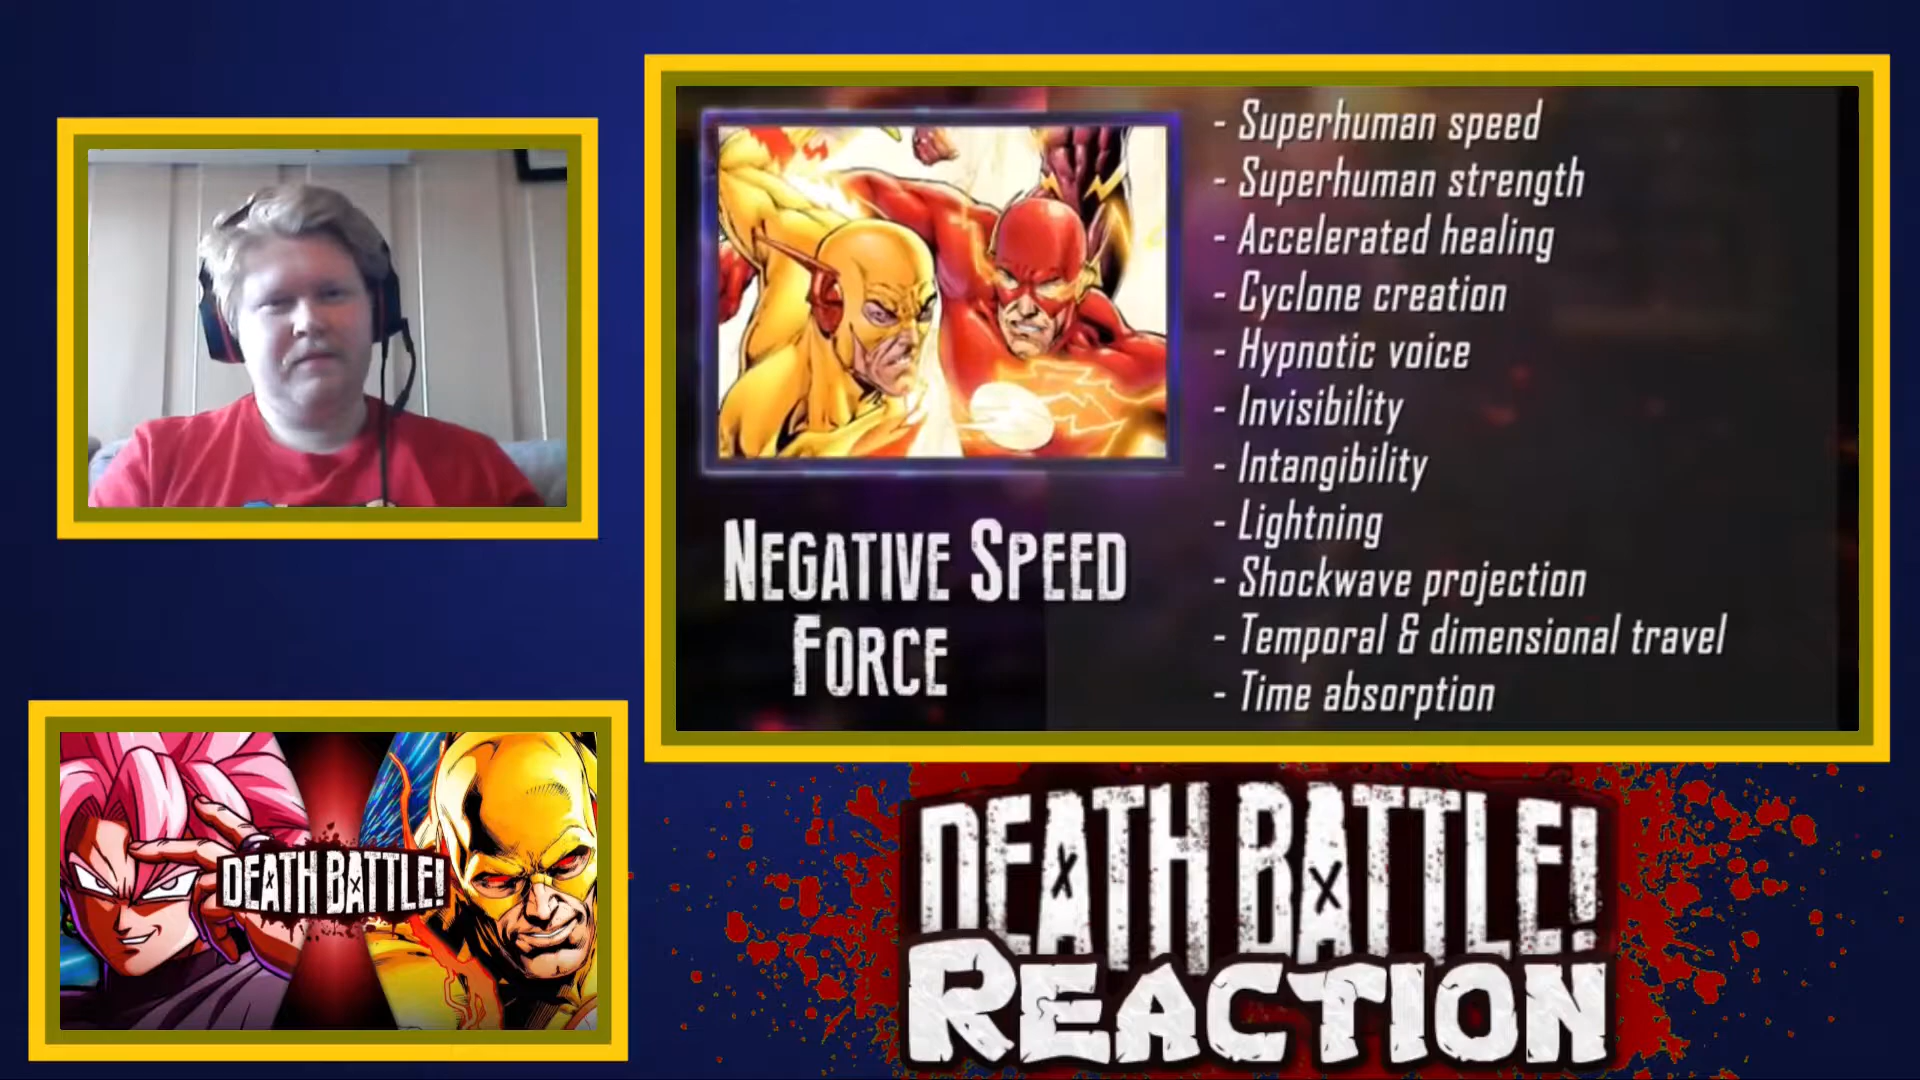 - Superhuman speed
- Superhuman strength
- Accelerated healing
- Cyclone creation
- Hypnotic voice
- Invisibility
- Intangibility
- Lightning
- Shockwave projection
- Temporal & dimensional travel
- Time absorption
NEGATIVE SPEED
FORCE
DEATH BATTLE!
DEATH BATTLE!
REACTION